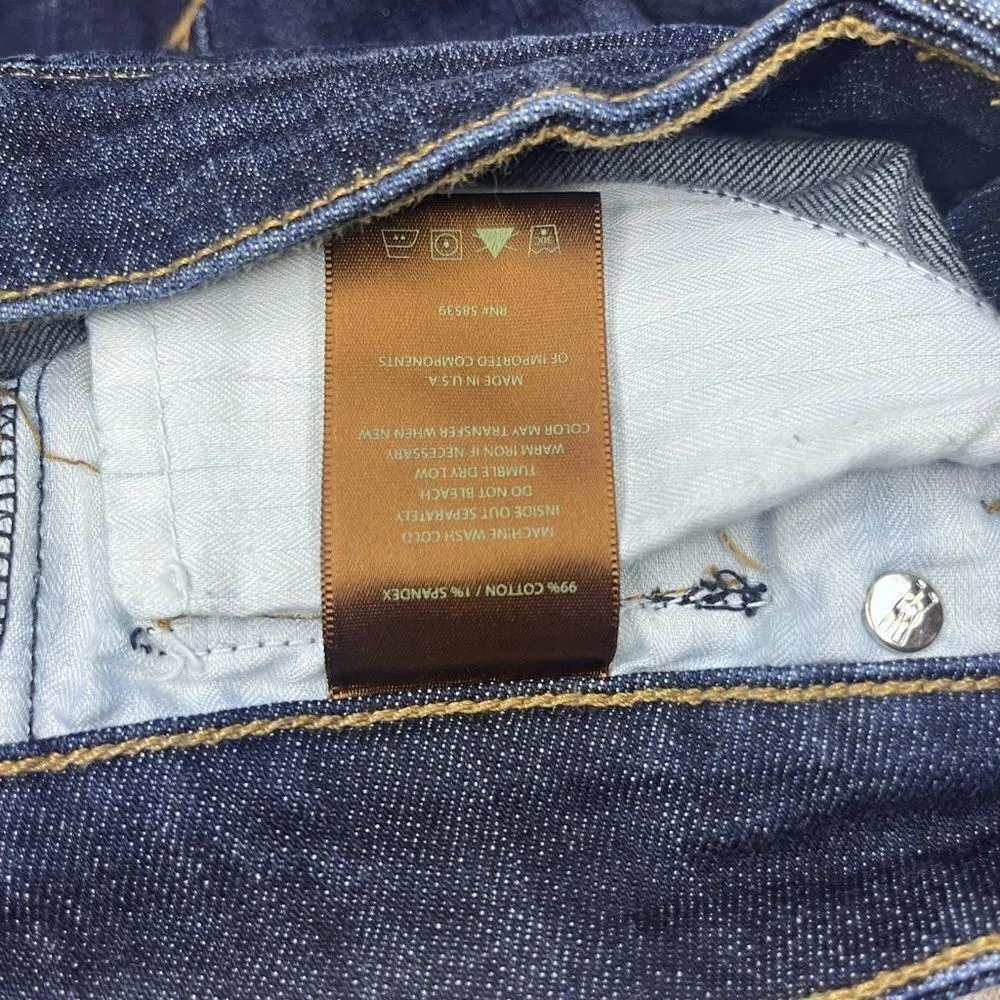 99% COTTON / 1% SPANDEX
MACHINE WASH COLD
INSIDE OUT SEPARATELY
DO NOT BLEACH
TUMBLE DRY LOW
WARM IRON IF NECESSARY
COLOR MAY TRANSFER WHEN NEW
MADE IN U.S.A.
OF IMPORTED COMPONENTS
RN# 58539
30C